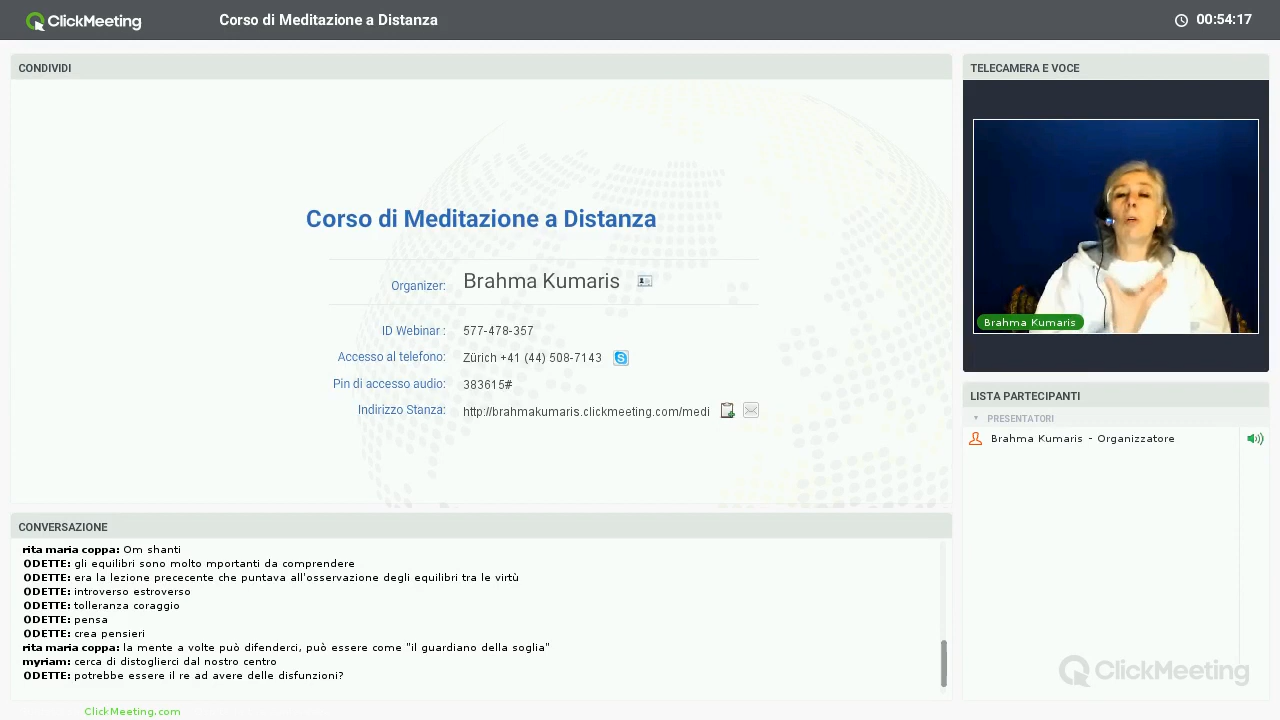 ClickMeeting
Corso di Meditazione a Distanza
00:54:17
CONDIVIDI
Corso di Meditazione a Distanza
Organizer: Brahma Kumaris
ID Webinar : 577-478-357
Accesso al telefono: Zürich +41 (44) 508-7143
Pin di accesso audio: 383615#
Indirizzo Stanza: http://brahmakumaris.clickmeeting.com/medi
TELECAMERA E VOCE
Brahma Kumaris
LISTA PARTECIPANTI
PRESENTATORI
Brahma Kumaris - Organizzatore
ClickMeeting
CONVERSAZIONE
rita maria coppa: Om shanti
ODETTE: gli equilibri sono molto mportanti da comprendere
ODETTE: era la lezione prececente che puntava all'osservazione degli equilibri tra le virtù
ODETTE: introverso estroverso
ODETTE: tolleranza coraggio
ODETTE: pensa
ODETTE: crea pensieri
rita maria coppa: la mente a volte può difenderci, può essere come "il guardiano della soglia"
myriam: cerca di distoglierci dal nostro centro
ODETTE: potrebbe essere il re ad avere delle disfunzioni?
ClickMeeting.com